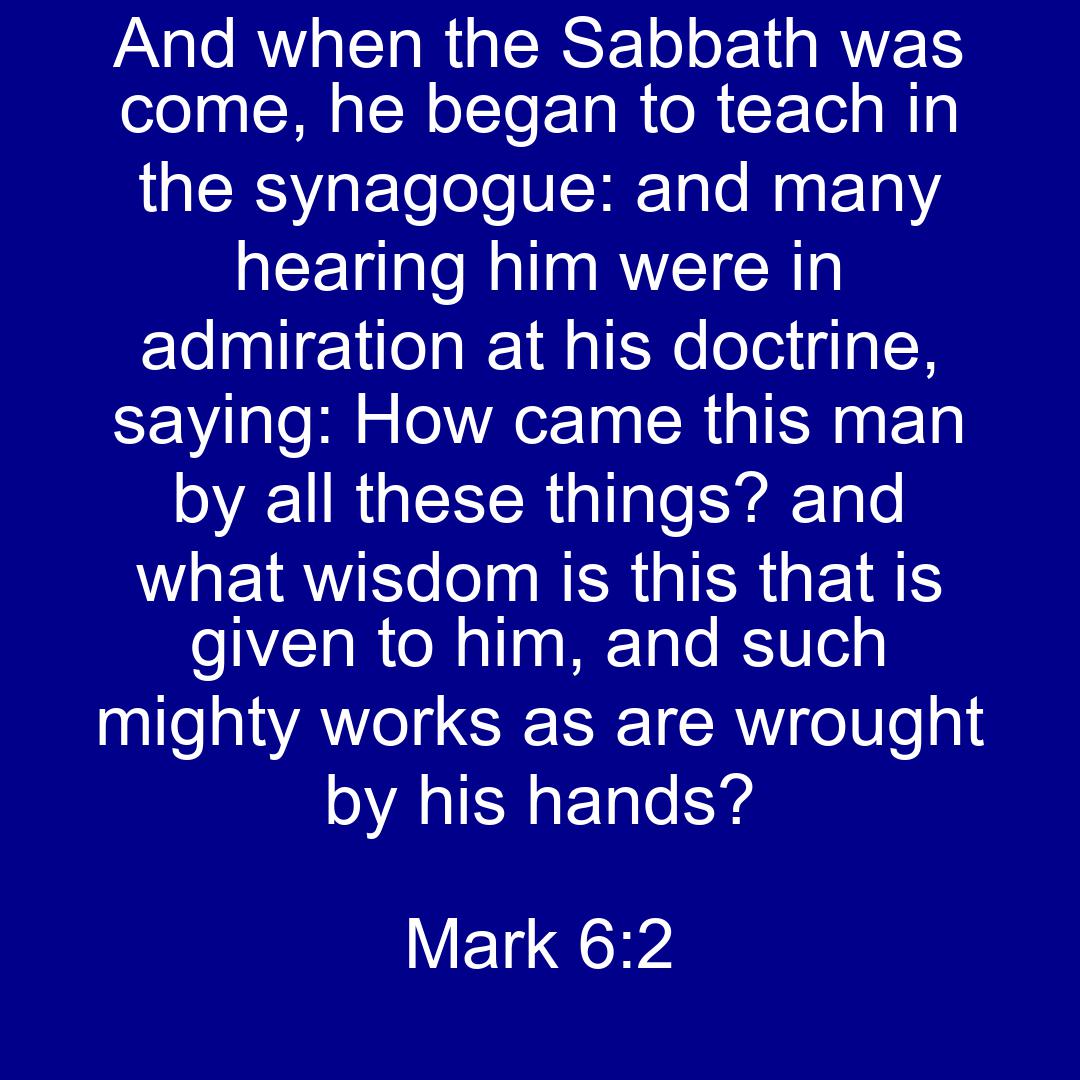 And when the Sabbath was
come, he began to teach in
the synagogue: and many
hearing him were in
admiration at his doctrine,
saying: How came this man
by all these things? and
what wisdom is this that is
given to him, and such
mighty works as are wrought
by his hands?
Mark 6:2